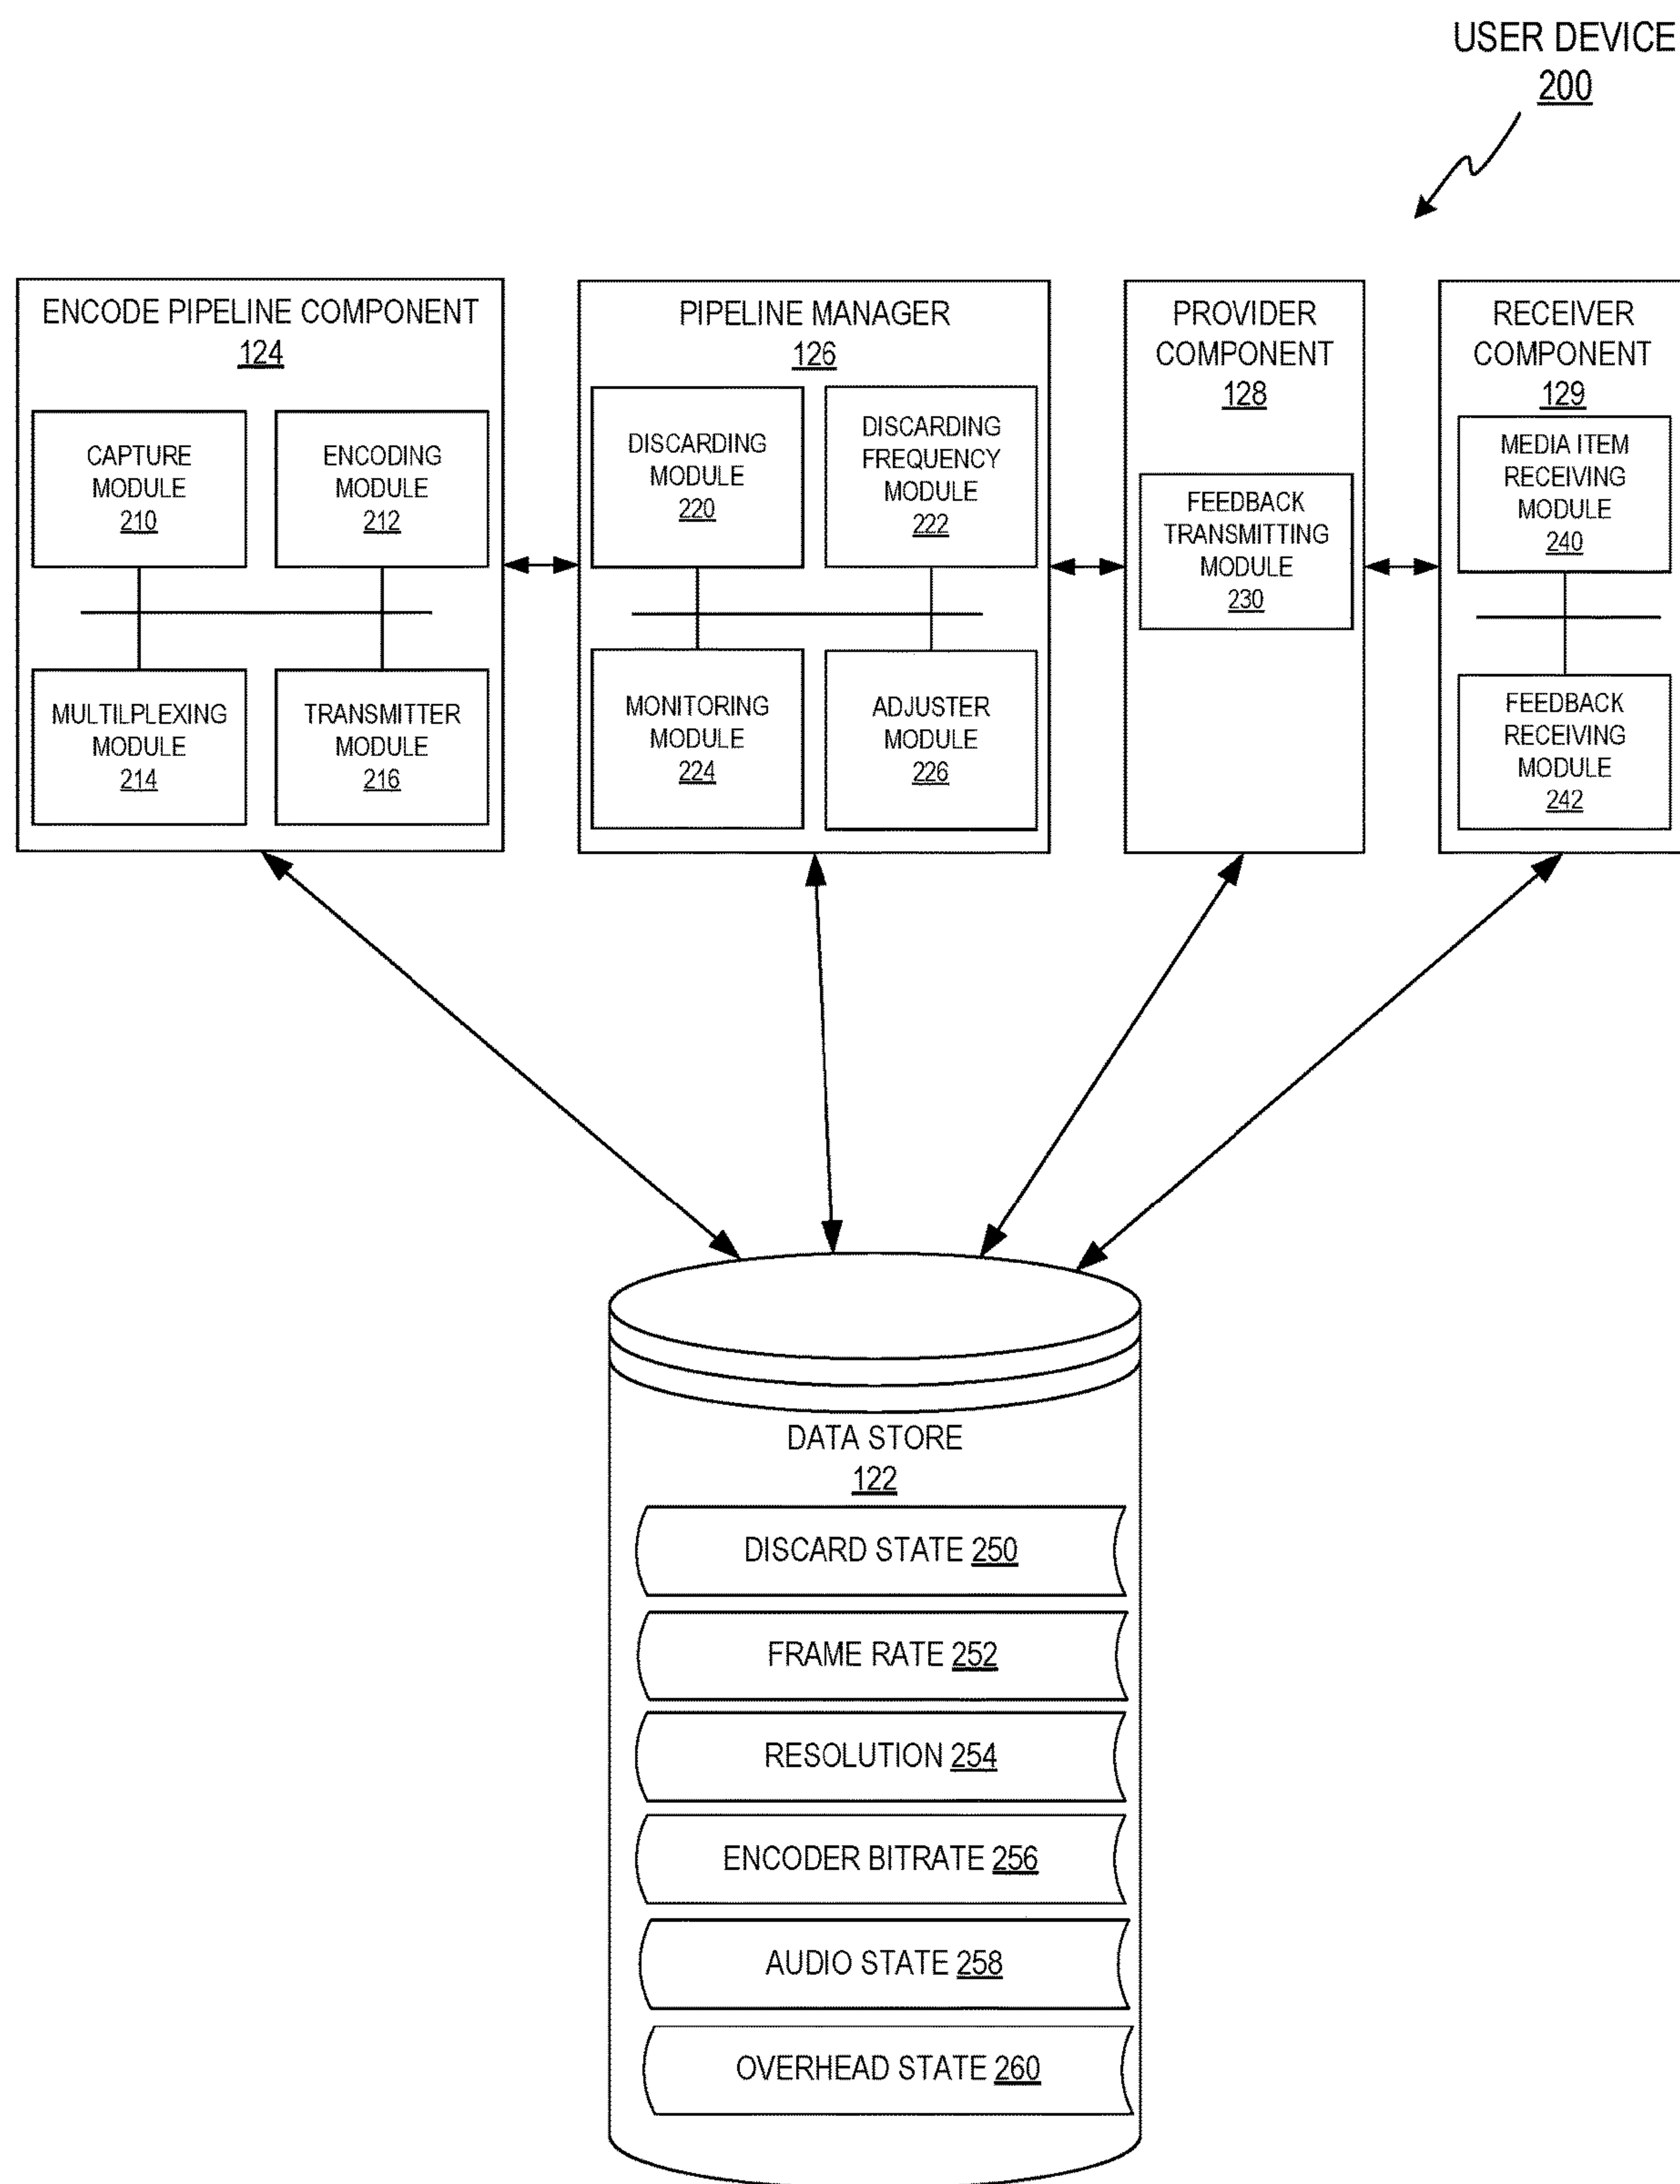 USER DEVICE
200
ENCODE PIPELINE COMPONENT
124
CAPTURE
MODULE
210
ENCODING
MODULE
212
MULTILPLEXING
MODULE
214
TRANSMITTER
MODULE
216
PIPELINE MANAGER
126
DISCARDING
MODULE
220
DISCARDING
FREQUENCY
MODULE
222
MONITORING
MODULE
224
ADJUSTER
MODULE
226
PROVIDER
COMPONENT
128
FEEDBACK
TRANSMITTING
MODULE
230
RECEIVER
COMPONENT
129
MEDIA ITEM
RECEIVING
MODULE
240
FEEDBACK
RECEIVING
MODULE
242
DATA STORE
122
DISCARD STATE 250
FRAME RATE 252
RESOLUTION 254
ENCODER BITRATE 256
AUDIO STATE 258
OVERHEAD STATE 260